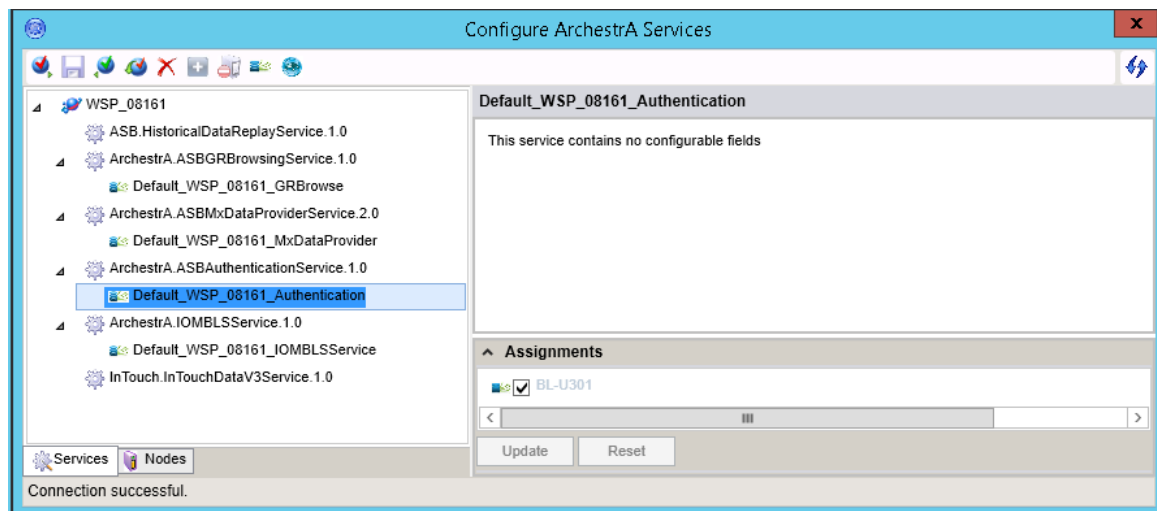 Configure ArchestrA Services
x
WSP_08161
ASB.HistoricalDataReplayService.1.0
ArchestrA.ASBGRBrowsingService.1.0
Default_WSP_08161_GRBrowse
ArchestrA.ASBMxDataProviderService.2.0
Default_WSP_08161_MxDataProvider
ArchestrA.ASBAuthenticationService.1.0
Default_WSP_08161_Authentication
ArchestrA.IOMBLSService.1.0
Default_WSP_08161_IOMBLSService
InTouch.InTouchDataV3Service.1.0
Services Nodes
Default_WSP_08161_Authentication
This service contains no configurable fields
Assignments
BL-U301
Update Reset
Connection successful.